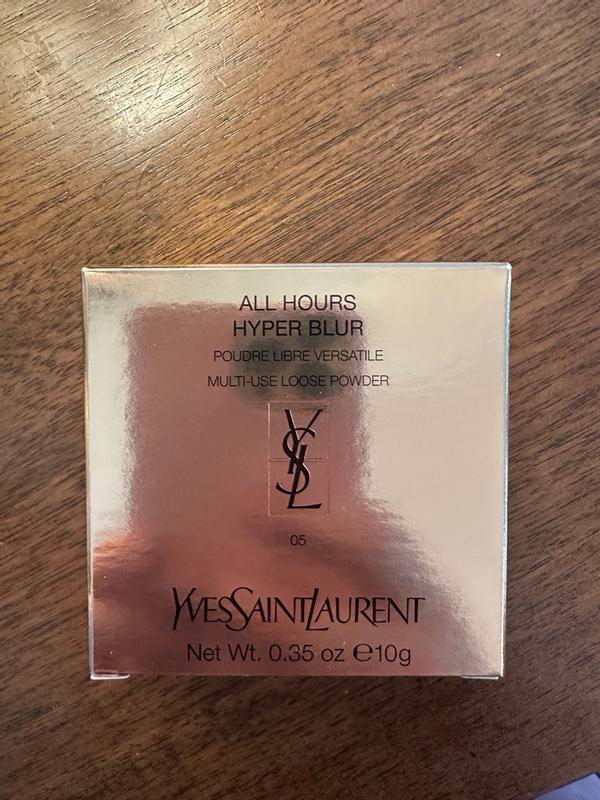 ALL HOURS
HYPER BLUR
POUDRE LIBRE VERSATILE
MULTI-USE LOOSE POWDER
YSL
05
YVESSAINTLAURENT
Net Wt. 0.35 oz ℮10g